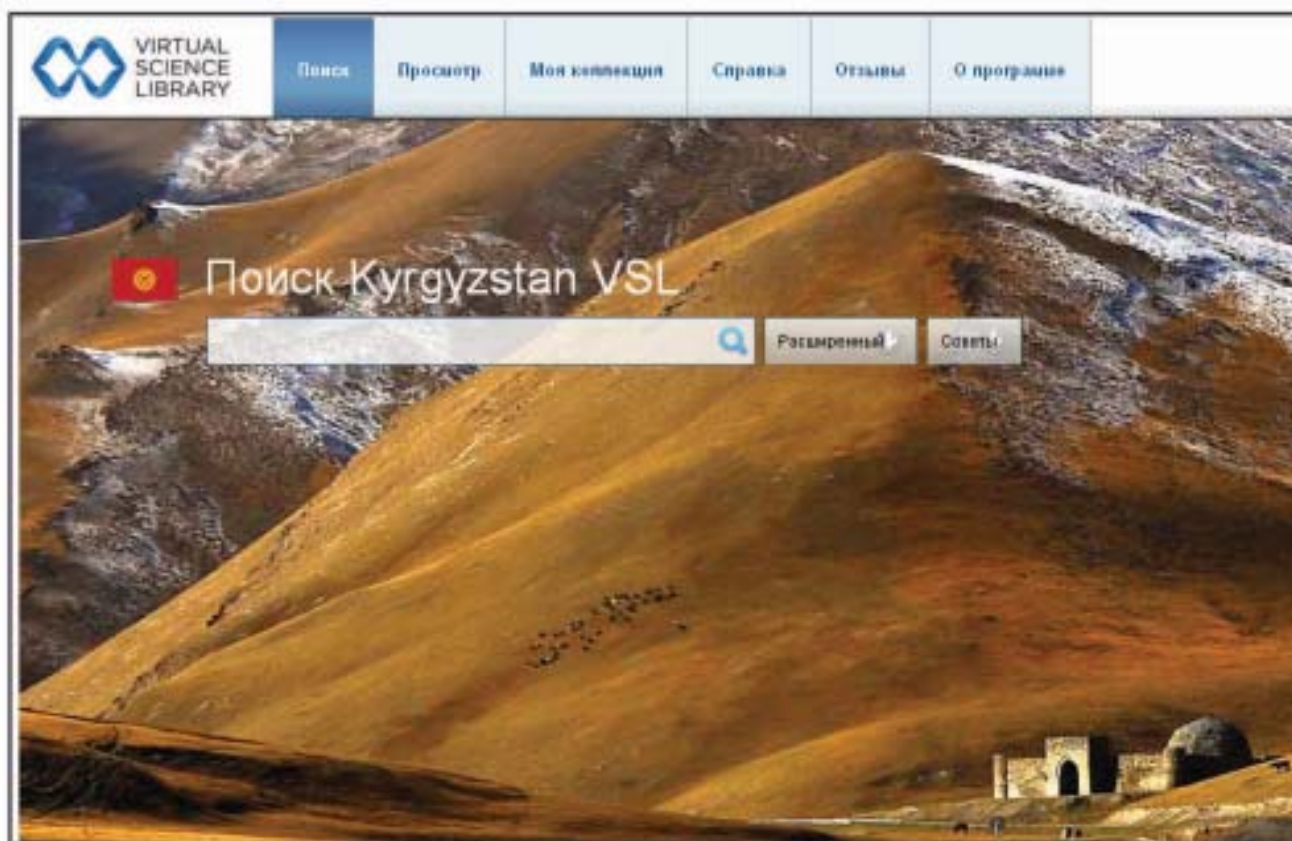 VIRTUAL
SCIENCE
LIBRARY
Поиск
Просмотр
Моя коллекция
Справка
Отзывы
О программе
Поиск Kyrgyzstan VSL
Расширенный
Советы